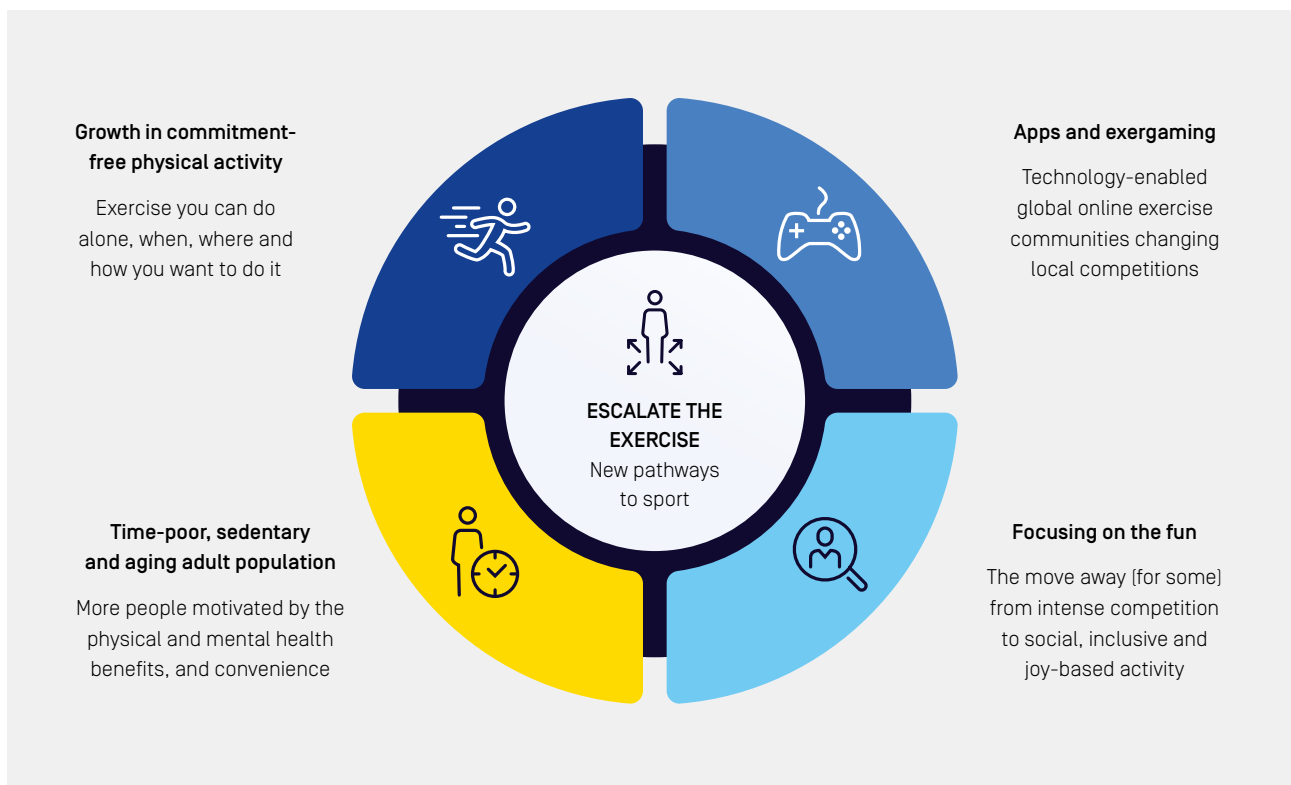 Growth in commitment-
free physical activity
Exercise you can do
alone, when, where and
how you want to do it
Apps and exergaming
Technology-enabled
global online exercise
communities changing
local competitions
ESCALATE THE
EXERCISE
New pathways
to sport
Time-poor, sedentary
and aging adult population
More people motivated by the
physical and mental health
benefits, and convenience
Focusing on the fun
The move away (for some)
from intense competition
to social, inclusive and
joy-based activity